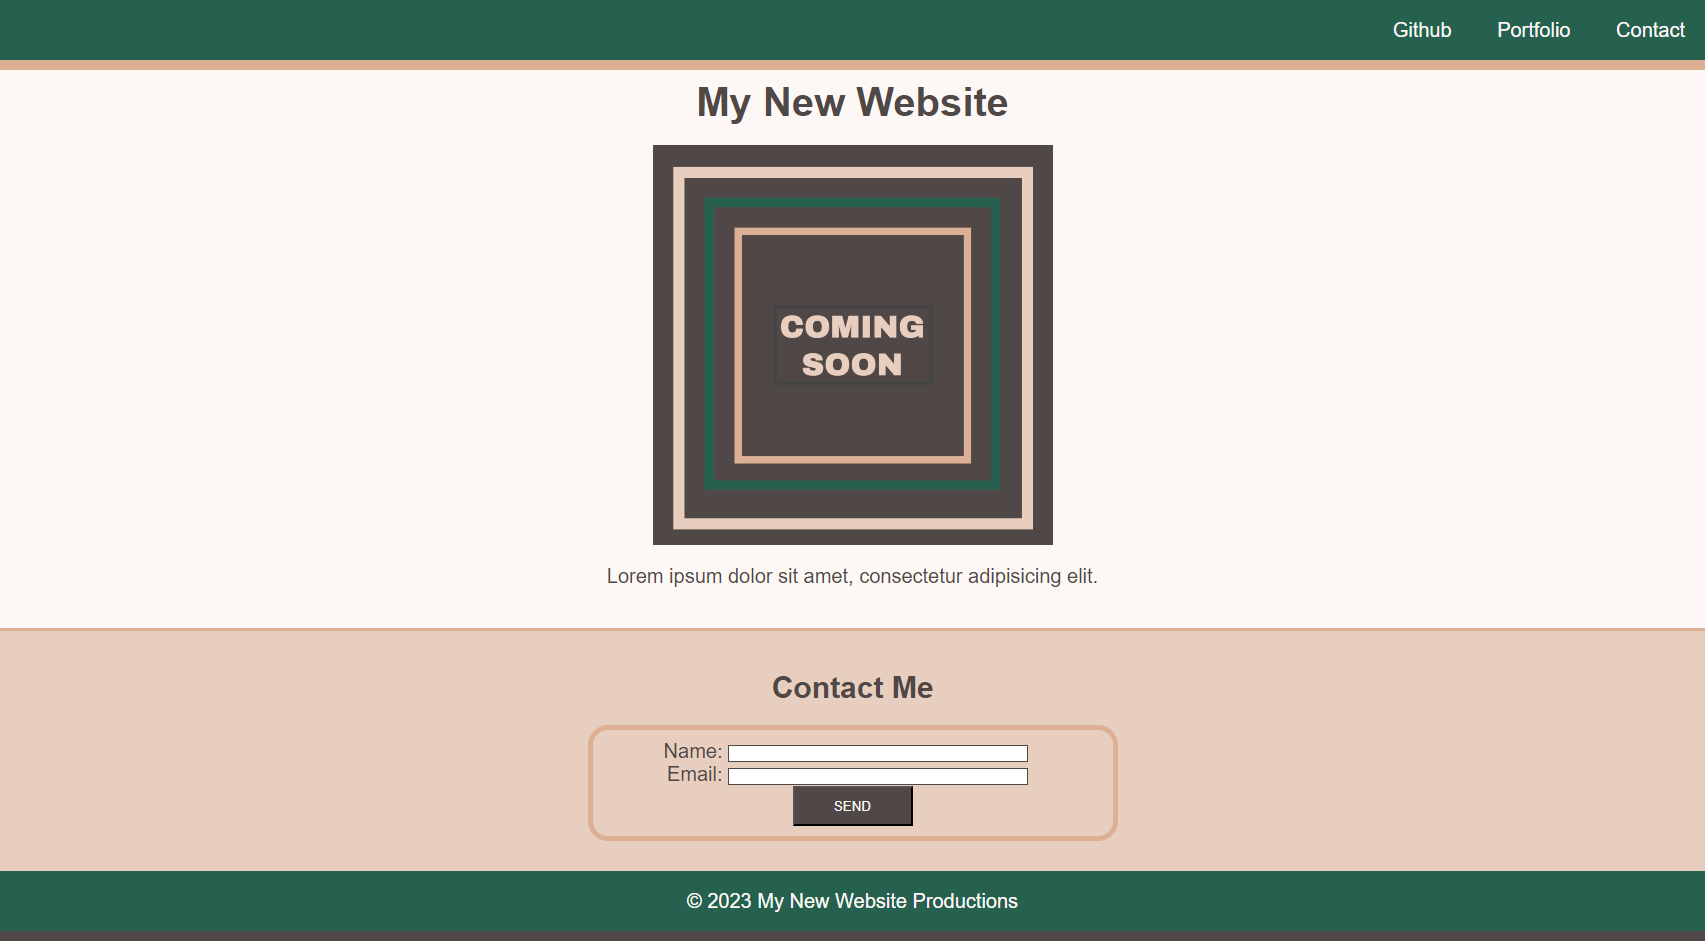 Github Portfolio Contact
My New Website
COMING
SOON
Lorem ipsum dolor sit amet, consectetur adipisicing elit.
Contact Me
Name:
Email:
SEND
© 2023 My New Website Productions